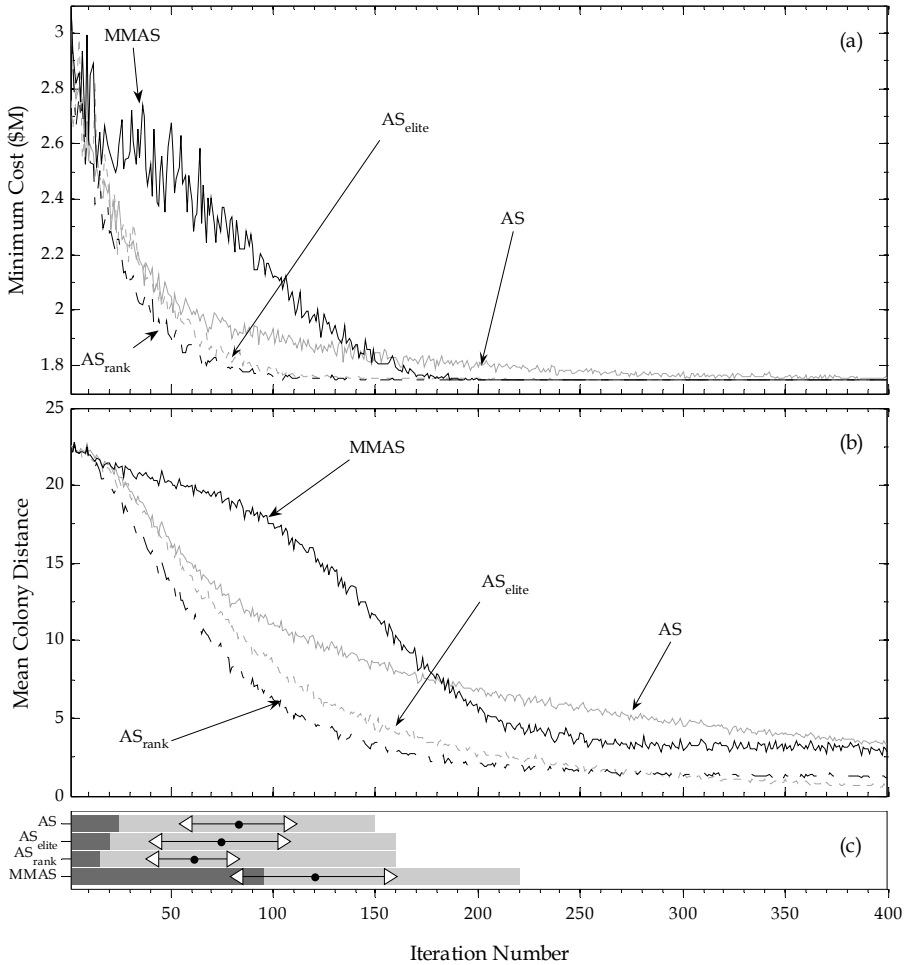 3
2.8
2.6
2.4
2.2
2
1.8
Minimum Cost ($M)
MMAS
AS_elite
AS
AS_rank
(a)
25
20
15
10
5
0
Mean Colony Distance
MMAS
AS_elite
AS
AS_rank
(b)
AS
AS_elite
AS_rank
MMAS
(c)
50 100 150 200 250 300 350 400
Iteration Number